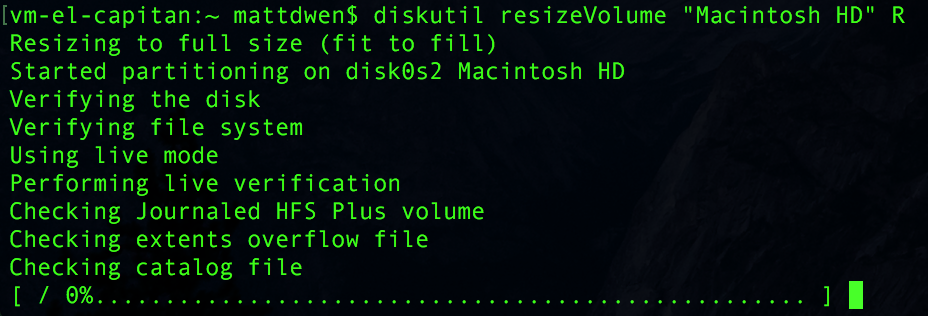 [vm-el-capitan:~ mattdwen$ diskutil resizeVolume "Macintosh HD" R
Resizing to full size (fit to fill)
Started partitioning on disk0s2 Macintosh HD
Verifying the disk
Verifying file system
Using live mode
Performing live verification
Checking Journaled HFS Plus volume
Checking extents overflow file
Checking catalog file
[ / 0%................................................... ]